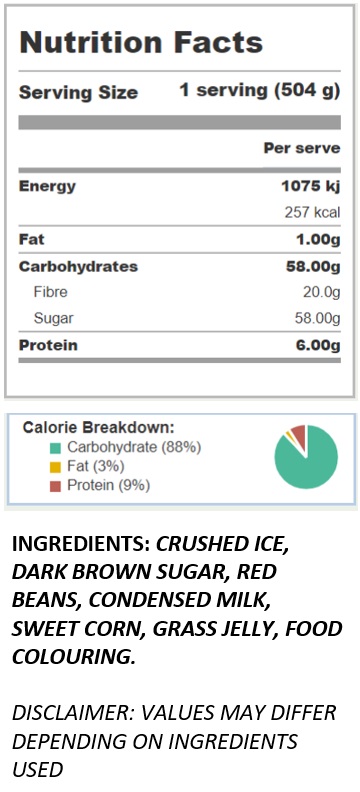 Nutrition Facts
Serving Size 1 serving (504 g)
Per serve
Energy 1075 kj
257 kcal
Fat 1.00g
Carbohydrates 58.00g
Fibre 20.0g
Sugar 58.00g
Protein 6.00g
Calorie Breakdown:
Carbohydrate (88%)
Fat (3%)
Protein (9%)
INGREDIENTS: CRUSHED ICE,
DARK BROWN SUGAR, RED
BEANS, CONDENSED MILK,
SWEET CORN, GRASS JELLY, FOOD
COLOURING.
DISCLAIMER: VALUES MAY DIFFER
DEPENDING ON INGREDIENTS
USED